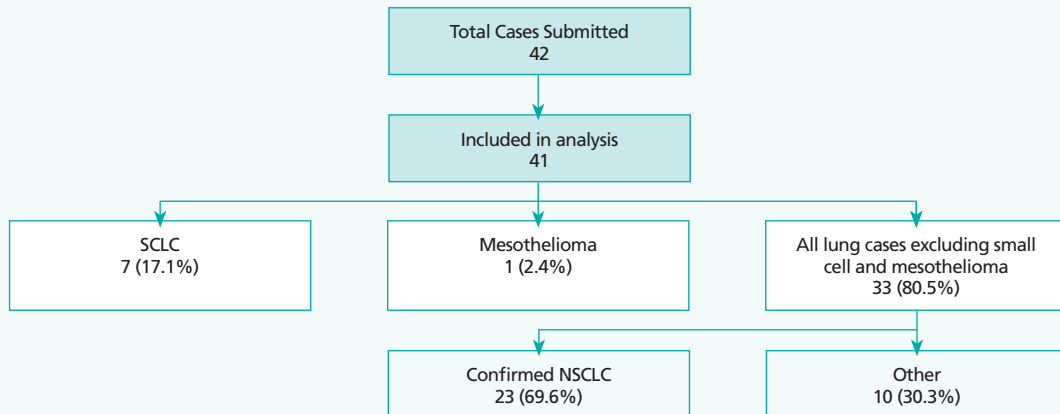 Total Cases Submitted
42
Included in analysis
41
SCLC
7 (17.1%)
Mesothelioma
1 (2.4%)
All lung cases excluding small
cell and mesothelioma
33 (80.5%)
Confirmed NSCLC
23 (69.6%)
Other
10 (30.3%)